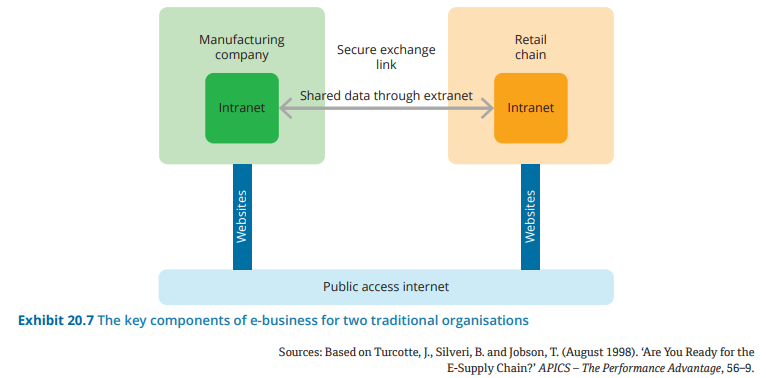 Manufacturing
company
Secure exchange
link
Retail
chain
Intranet
Shared data through extranet
Intranet
Websites
Websites
Public access internet
Exhibit 20.7 The key components of e-business for two traditional organisations
Sources: Based on Turcotte, J., Silveri, B. and Jobson, T. (August 1998). ‘Are You Ready for the
E-Supply Chain?’ APICS – The Performance Advantage, 56–9.